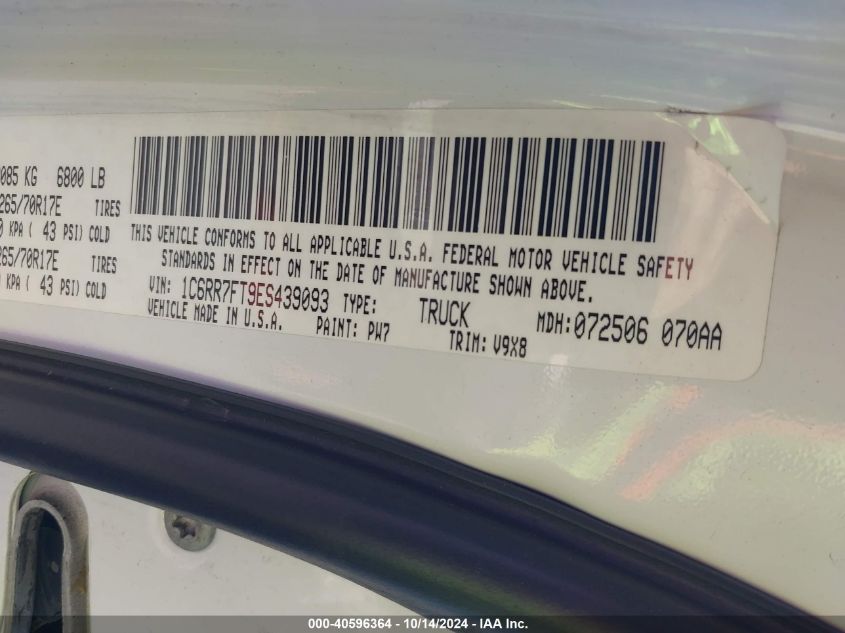 085 KG 6800 LB
265/70R17E TIRES
0 KPA ( 43 PSI) COLD
265/70R17E TIRES
KPA ( 43 PSI) COLD
THIS VEHICLE CONFORMS TO ALL APPLICABLE U.S.A. FEDERAL MOTOR VEHICLE SAFETY
STANDARDS IN EFFECT ON THE DATE OF MANUFACTURE SHOWN ABOVE.
VIN: 1C6RR7FT9ES439093 TYPE: TRUCK MDH:072506 070AA
VEHICLE MADE IN U.S.A. PAINT: PW7 TRIM: V9X8
000-40596364 - 10/14/2024 - IAA Inc.